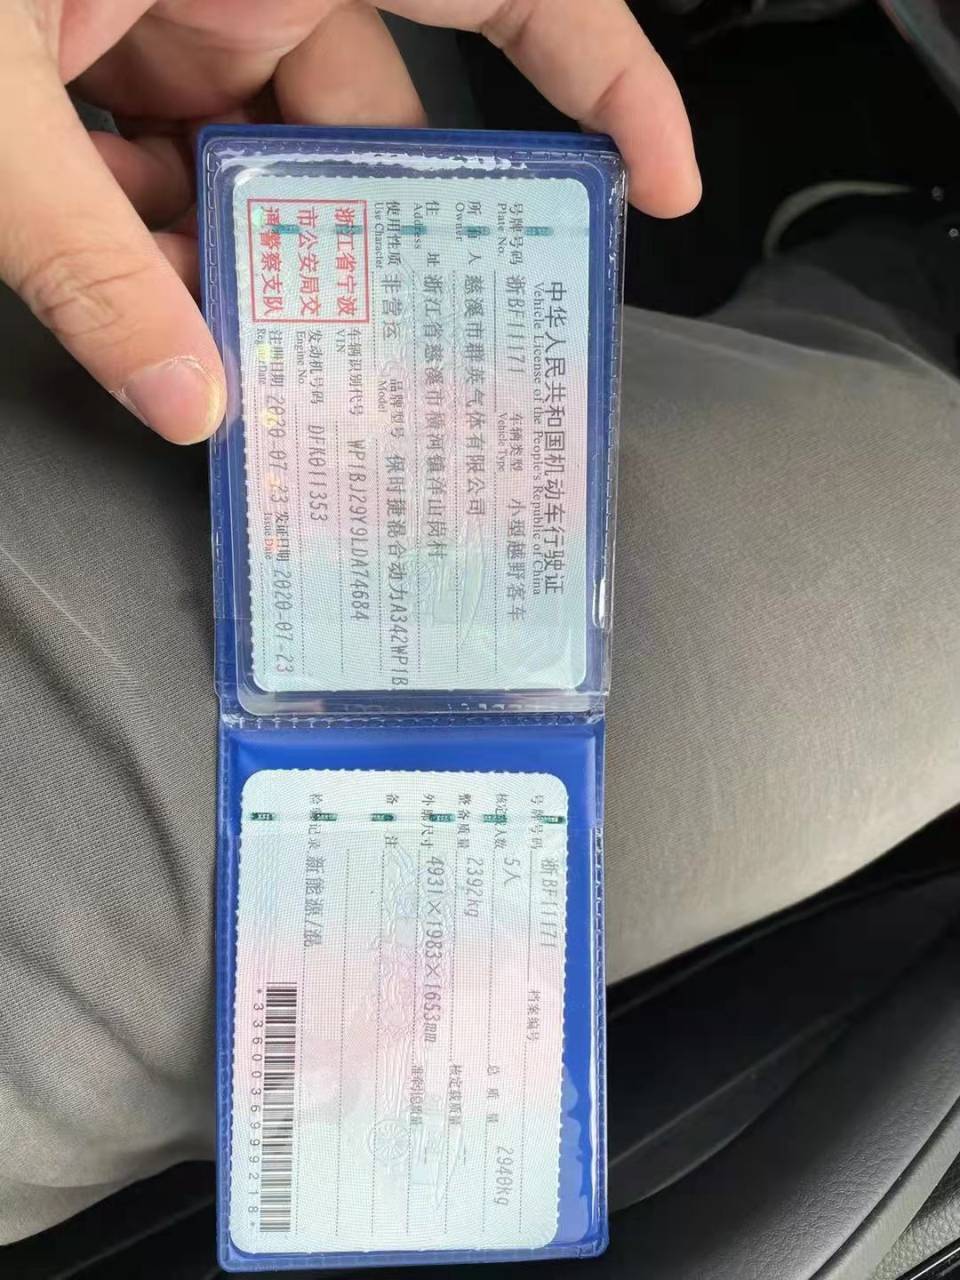 中华人民共和国机动车行驶证
Vehicle License of the People's Republic of China
号牌号码 浙BF11171 车辆类型 小型越野客车
Plate No. Vehicle Type
所有人 慈溪市群英气体有限公司
Owner
住址 浙江省慈溪市横河镇洋山岗村
Address
使用性质 非营运 品牌型号 保时捷混合动力A342WP1B
Use Character Model
浙江省宁波
市公安局交
通警察支队
车辆识别代号 WP1BJ29Y9LDA74684
VIN
发动机号码 DFK011353
Engine No
注册日期 2020-07-23 发证日期 2020-07-23
Register Date Issue Date
号牌号码 浙BF11171 档案编号
核定载人数 5人 总质量 2940kg
整备质量 2392kg 核定载质量 --
外廓尺寸 4931×1983×1653mm 准牵引总质量 --
备注
检验记录 新能源/混
*3360036999218*